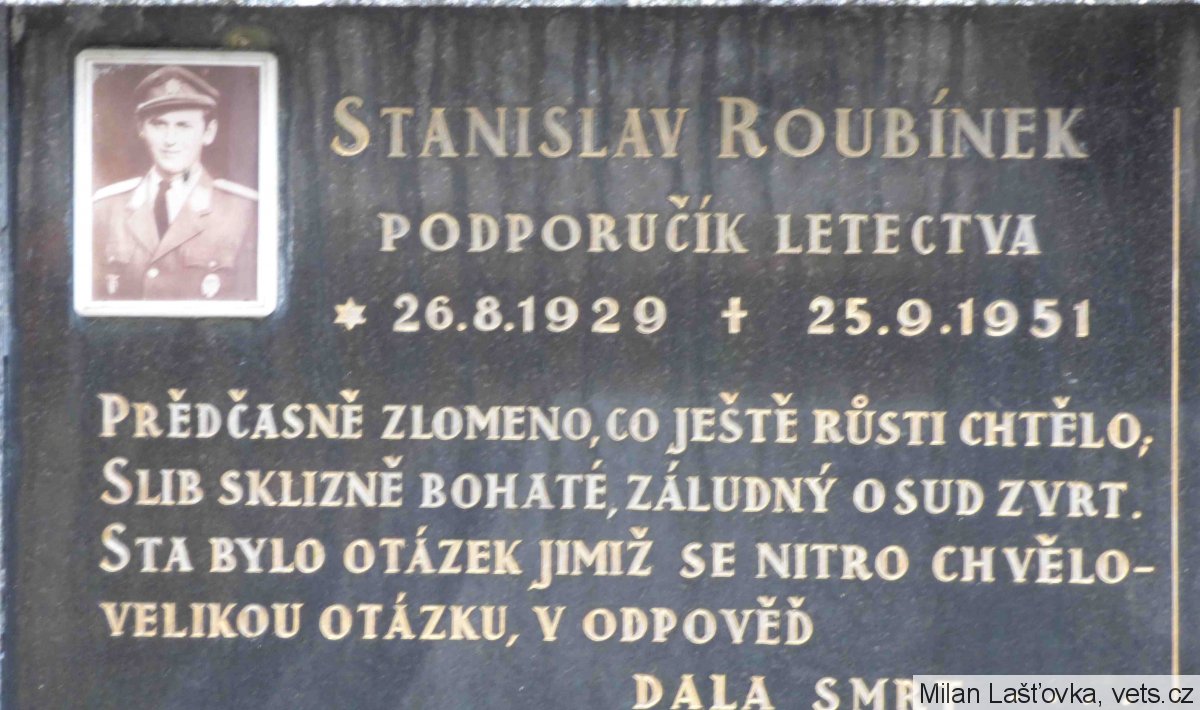 STANISLAV ROUBÍNEK
PODPORUČÍK LETECTVA
* 26.8.1929 † 25.9.1951
PŘEDČASNĚ ZLOMENO, CO JEŠTĚ RŮSTI CHTĚLO,
SLIB SKLIZNĚ BOHATÉ, ZÁLUDNÝ OSUD ZVRT.
STA BYLO OTÁZEK JIMIŽ SE NITRO CHVĚLO-
VELIKOU OTÁZKU, V ODPOVĚĎ
DALA SMRT
Milan Lašťovka, vets.cz